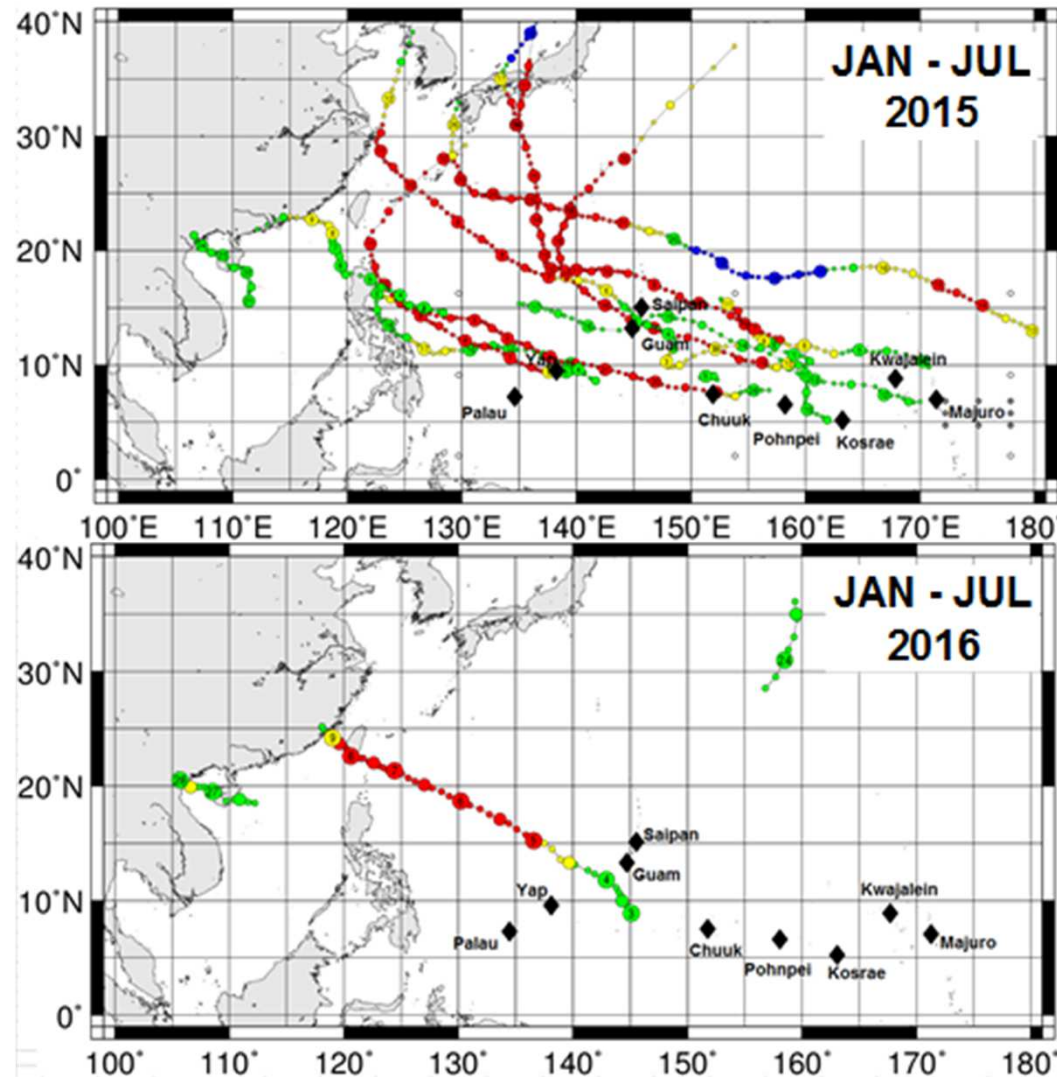 40˚N
JAN - JUL
2015
30˚N
20˚N
Saipan
Guam
10˚N
Yap
Kwajalein
Palau
Chuuk
Majuro
Pohnpei
Kosrae
0˚
100˚E 110˚E 120˚E 130˚E 140˚E 150˚E 160˚E 170˚E 180
40˚N
JAN - JUL
2016
30˚N
20˚N
Saipan
Guam
10˚N
Yap
Kwajalein
Palau
Chuuk
Majuro
Pohnpei
Kosrae
0˚
100˚ 110˚ 120˚ 130˚ 140˚ 150˚ 160˚ 170˚ 180˚